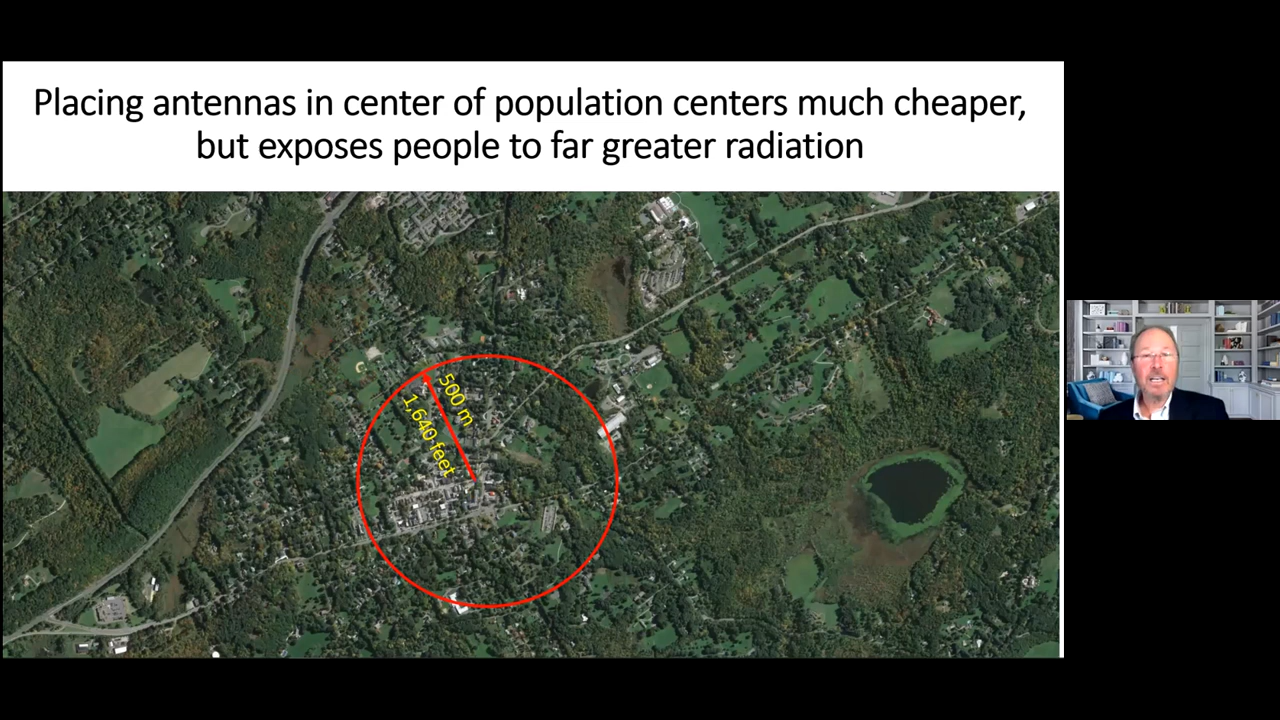 Placing antennas in center of population centers much cheaper,
but exposes people to far greater radiation
500 m
1,640 feet